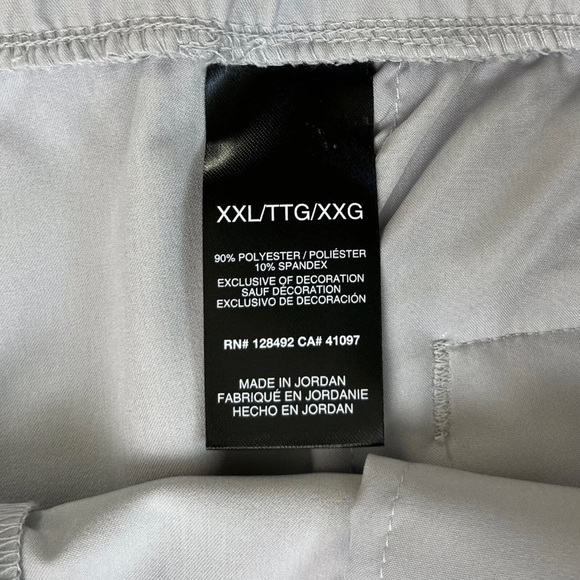 XXL/TTG/XXG
90% POLYESTER / POLIÉSTER
10% SPANDEX
EXCLUSIVE OF DECORATION
SAUF DÉCORATION
EXCLUSIVO DE DECORACIÓN
RN# 128492 CA# 41097
MADE IN JORDAN
FABRIQUÉ EN JORDANIE
HECHO EN JORDAN